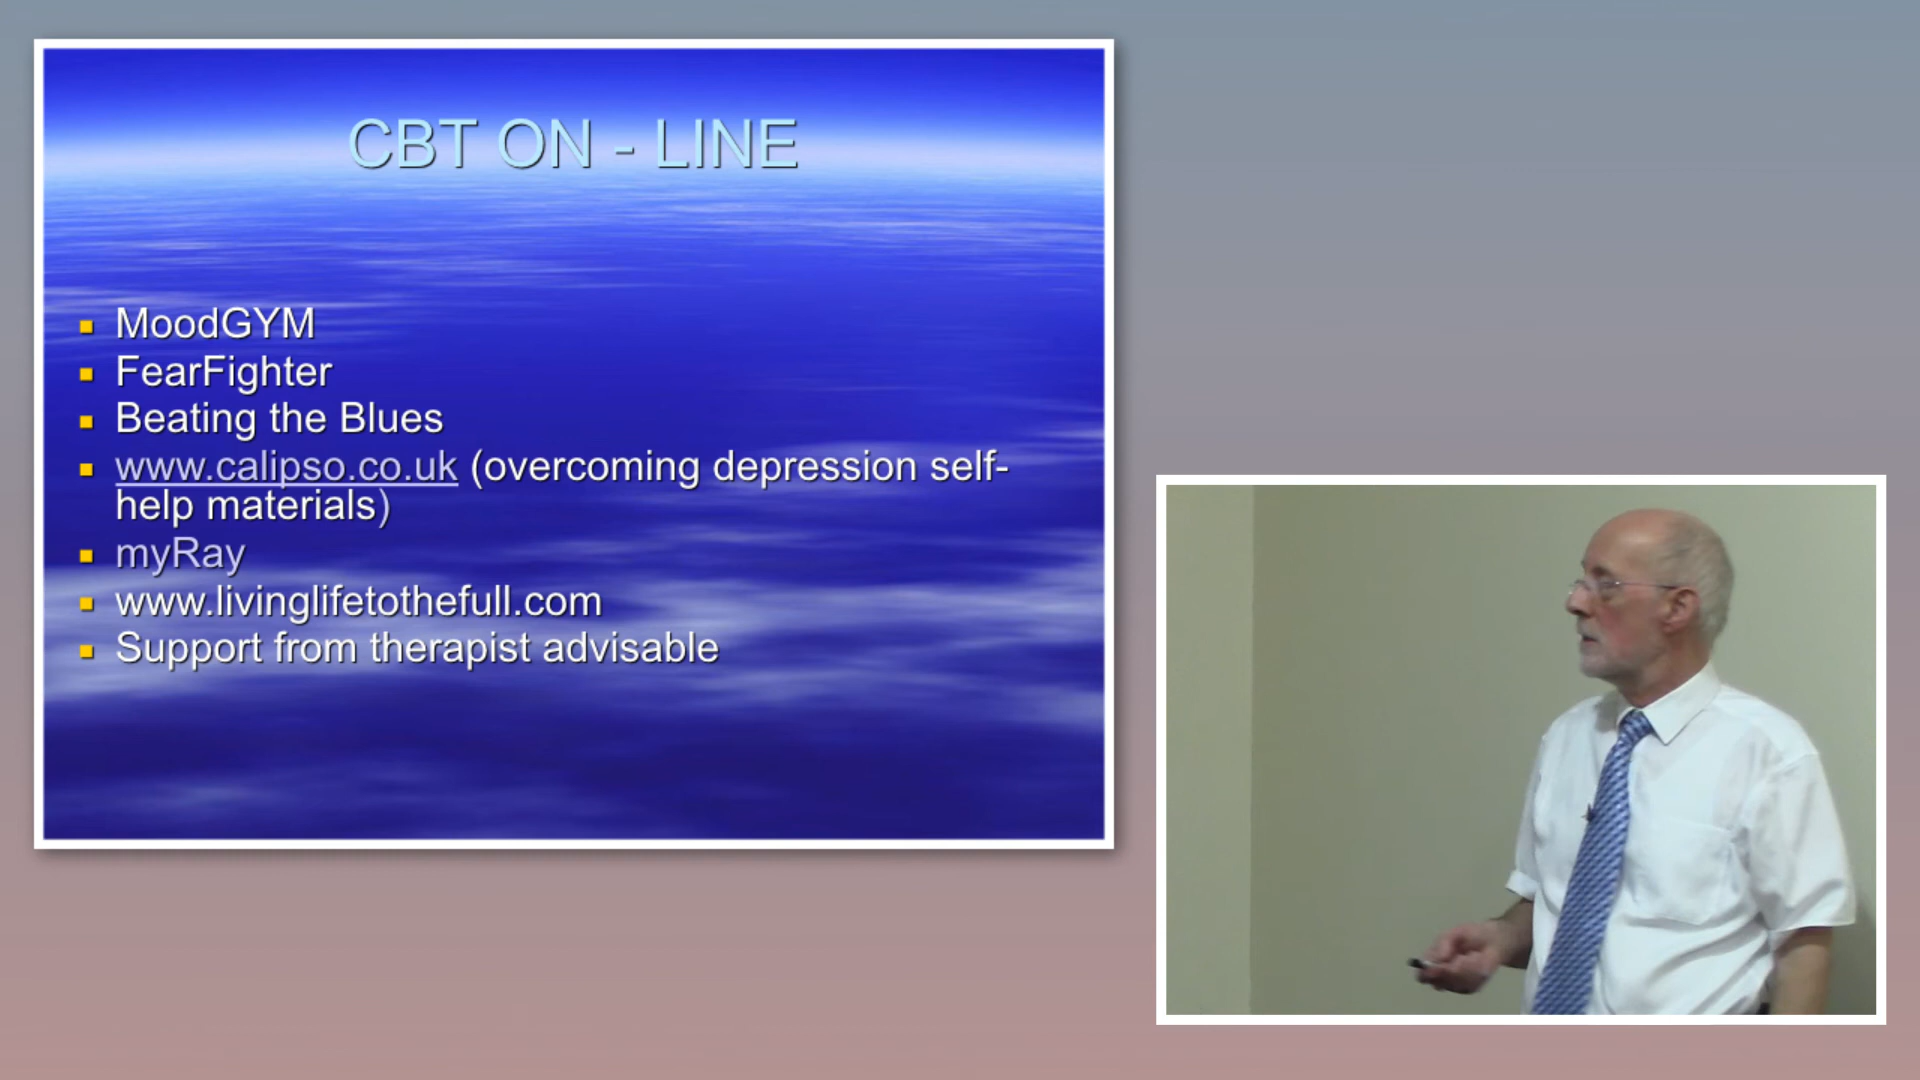 CBT ON - LINE
MoodGYM
FearFighter
Beating the Blues
www.calipso.co.uk (overcoming depression self-
help materials)
myRay
www.livinglifetothefull.com
Support from therapist advisable